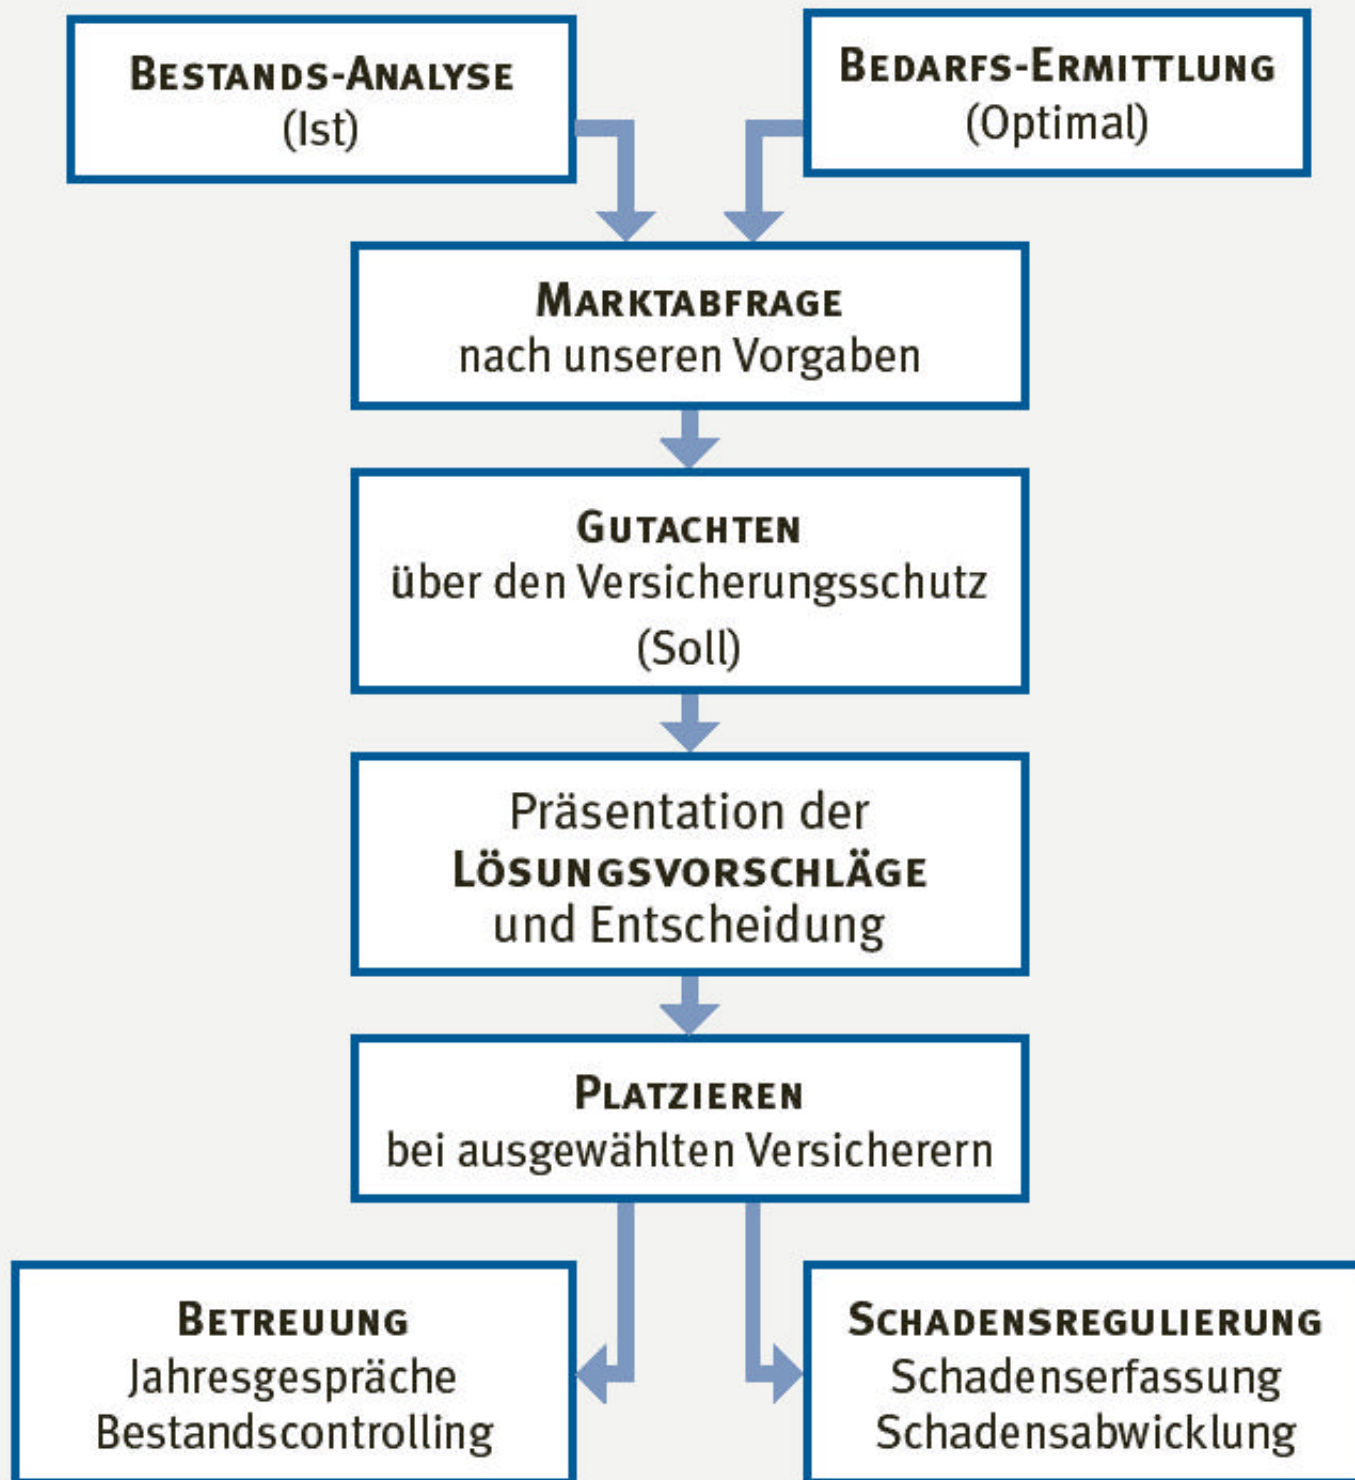 BESTANDS-ANALYSE
(Ist)
BEDARFS-ERMITTLUNG
(Optimal)
MARKTABFRAGE
nach unseren Vorgaben
GUTACHTEN
über den Versicherungsschutz
(Soll)
Präsentation der
LÖSUNGSVORSCHLÄGE
und Entscheidung
PLATZIEREN
bei ausgewählten Versicherern
BETREUUNG
Jahresgespräche
Bestandscontrolling
SCHADENSREGULIERUNG
Schadenserfassung
Schadensabwicklung